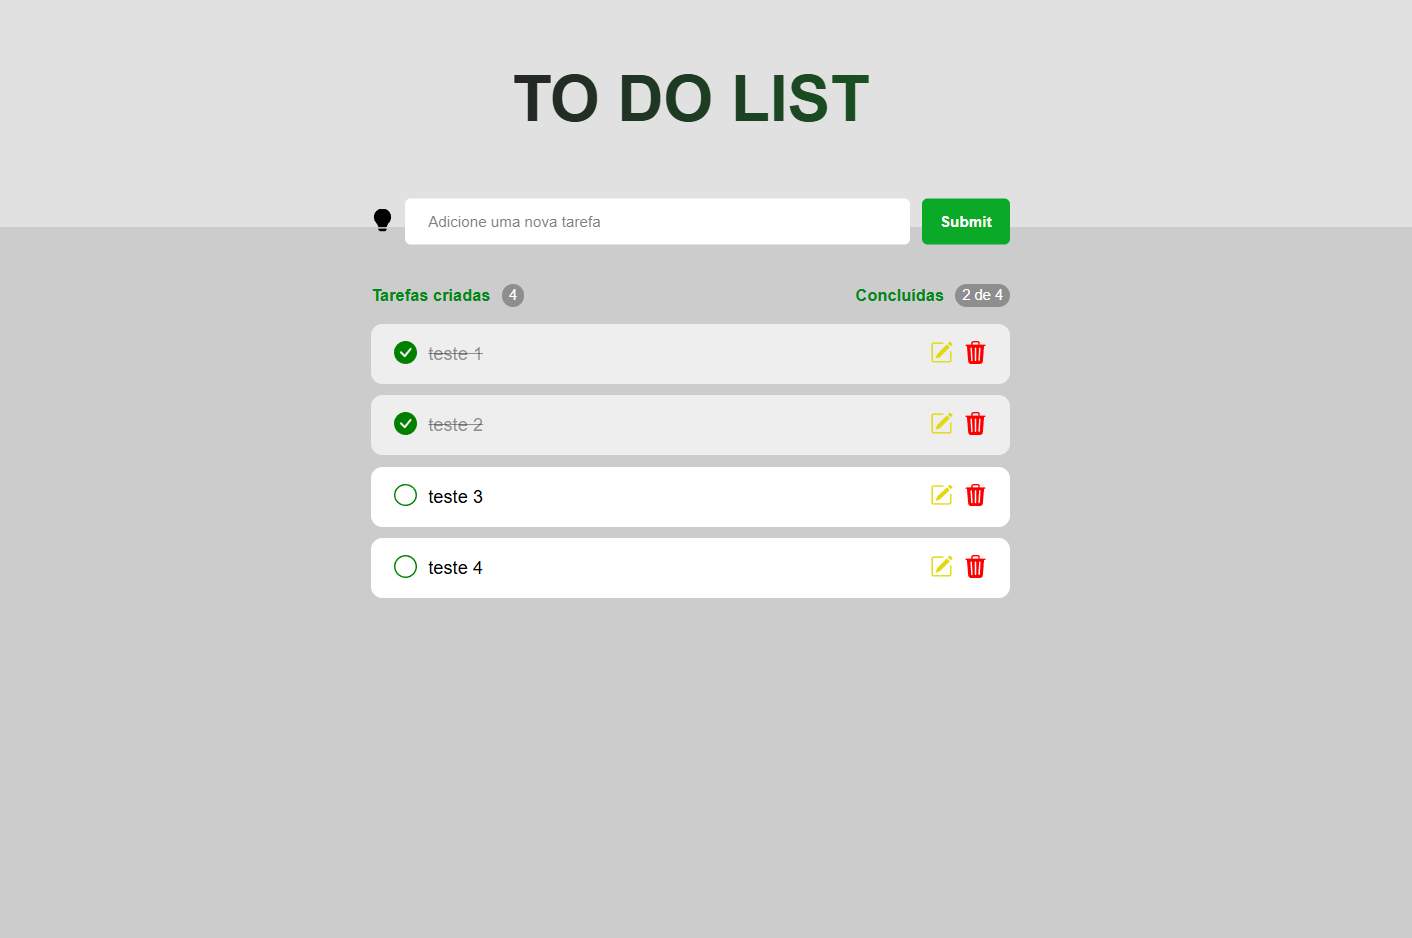 TO DO LIST
Adicione uma nova tarefa
Submit
Tarefas criadas 4
Concluídas 2 de 4
teste 1
teste 2
teste 3
teste 4